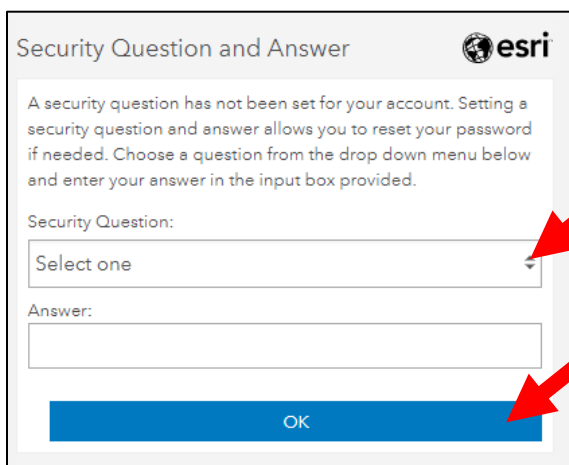 Security Question and Answer
esri
A security question has not been set for your account. Setting a
security question and answer allows you to reset your password
if needed. Choose a question from the drop down menu below
and enter your answer in the input box provided.
Security Question:
Select one
Answer:
OK